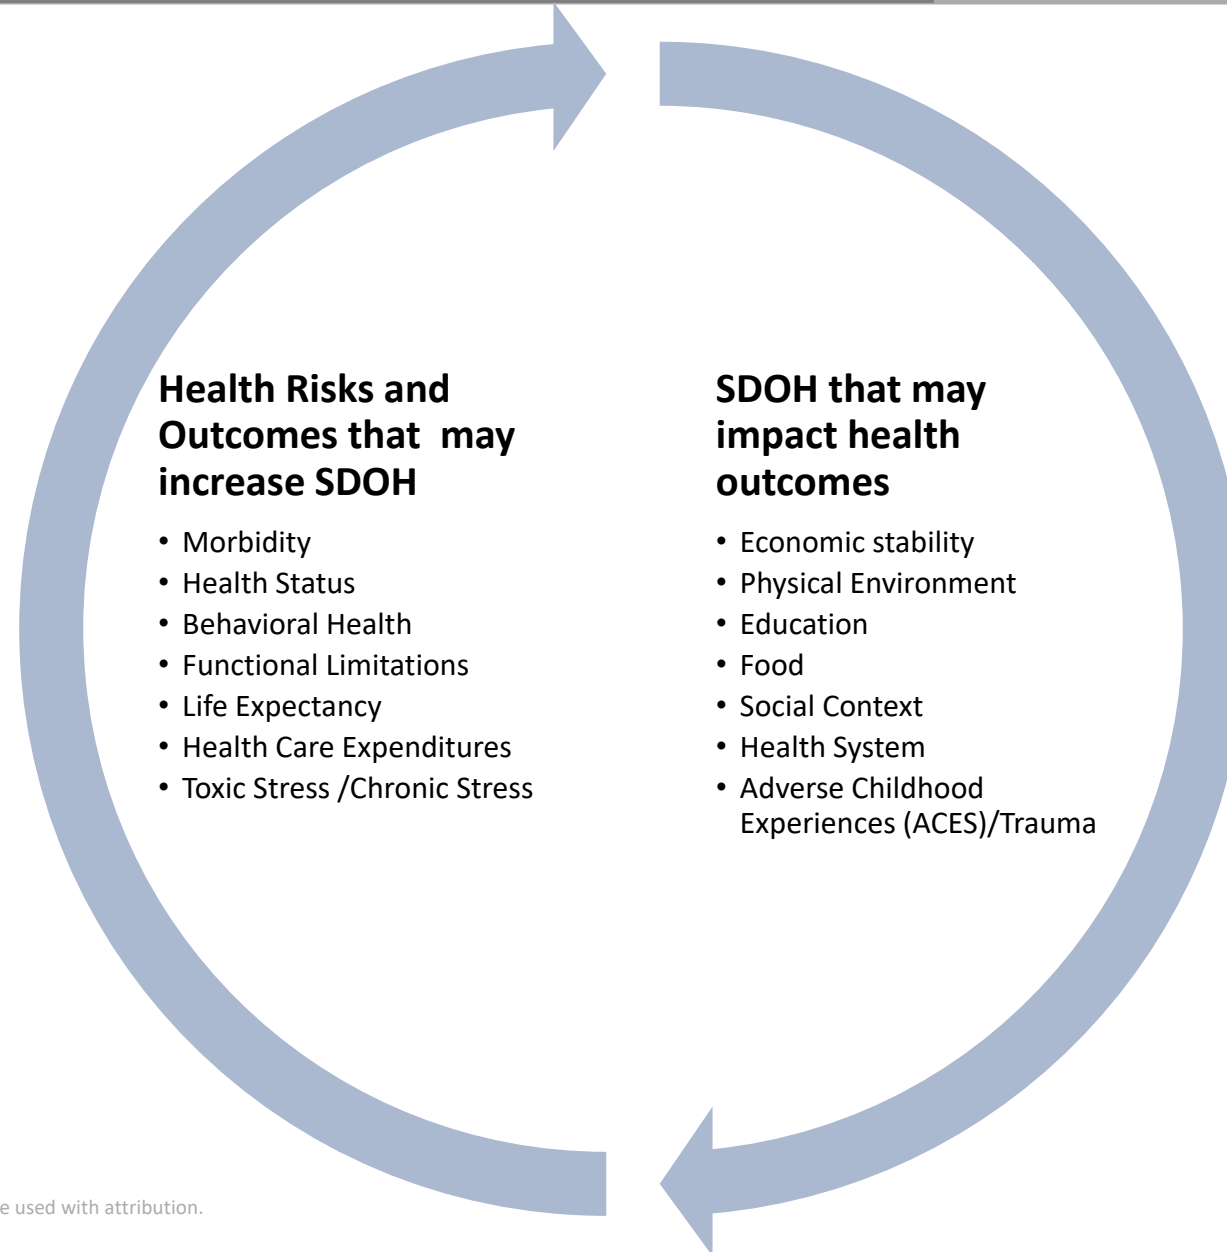 Health Risks and
Outcomes that  may
increase SDOH
• Morbidity
• Health Status
• Behavioral Health
• Functional Limitations
• Life Expectancy
• Health Care Expenditures
• Toxic Stress /Chronic Stress
SDOH that may
impact health
outcomes
• Economic stability
• Physical Environment
• Education
• Food
• Social Context
• Health System
• Adverse Childhood
Experiences (ACES)/Trauma
e used with attribution.